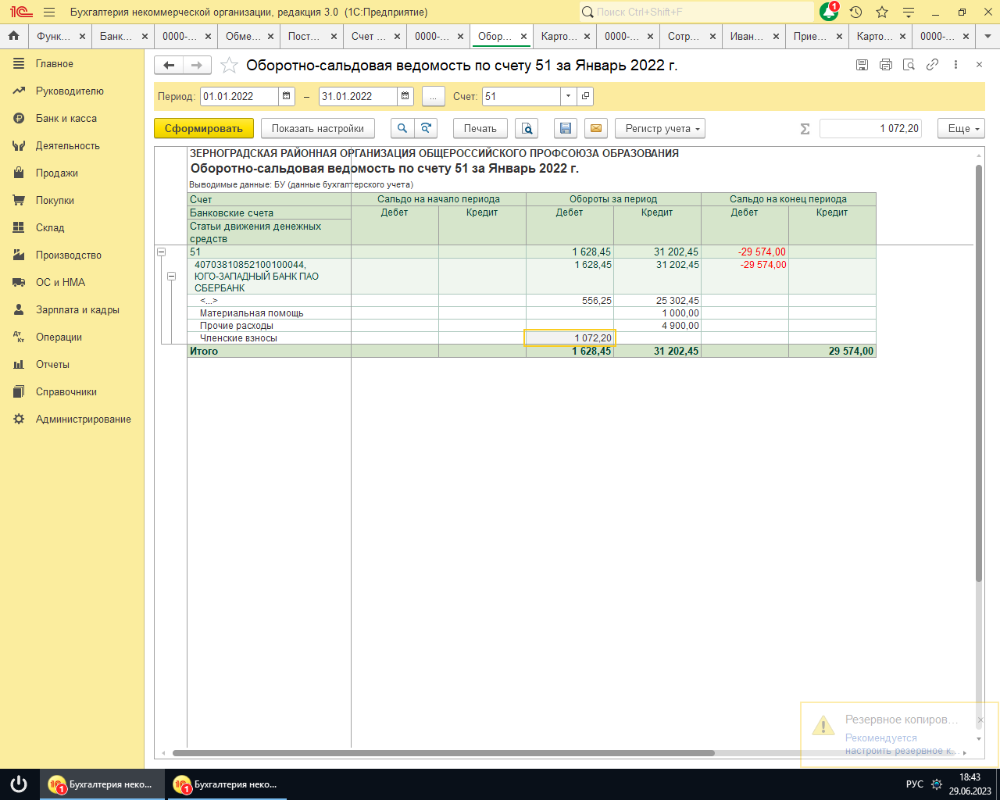 Бухгалтерия некоммерческой организации, редакция 3.0 (1С:Предприятие)
Поиск Ctrl+Shift+F
1
Функ...
Банк...
0000-...
Обме...
Пост...
Счет ...
0000-...
Обор...
Карто...
0000-...
Сотр...
Иван...
Прие...
Карто...
0000-...
Главное
Руководителю
Банк и касса
Деятельность
Продажи
Покупки
Склад
Производство
ОС и НМА
Зарплата и кадры
Операции
Отчеты
Справочники
Администрирование
Оборотно-сальдовая ведомость по счету 51 за Январь 2022 г.
Период: 01.01.2022 – 31.01.2022 ... Счет: 51
Сформировать Показать настройки Печать Регистр учета Σ 1 072,20 Еще
ЗЕРНОГРАДСКАЯ РАЙОННАЯ ОРГАНИЗАЦИЯ ОБЩЕРОССИЙСКОГО ПРОФСОЮЗА ОБРАЗОВАНИЯ
Оборотно-сальдовая ведомость по счету 51 за Январь 2022 г.
Выводимые данные: БУ (данные бухгалтерского учета)
Счет Сальдо на начало периода Обороты за период Сальдо на конец периода
Банковские счета Дебет Кредит Дебет Кредит Дебет Кредит
Статьи движения денежных
средств
51 1 628,45 31 202,45 -29 574,00
40703810852100100044, 1 628,45 31 202,45 -29 574,00
ЮГО-ЗАПАДНЫЙ БАНК ПАО
СБЕРБАНК
<...> 556,25 25 302,45
Материальная помощь 1 000,00
Прочие расходы 4 900,00
Членские взносы 1 072,20
Итого 1 628,45 31 202,45 29 574,00
Резервное копиров...
Рекомендуется
настроить резервное к...
1 Бухгалтерия неко...
1 Бухгалтерия неко...
РУС
18:43
29.06.2023